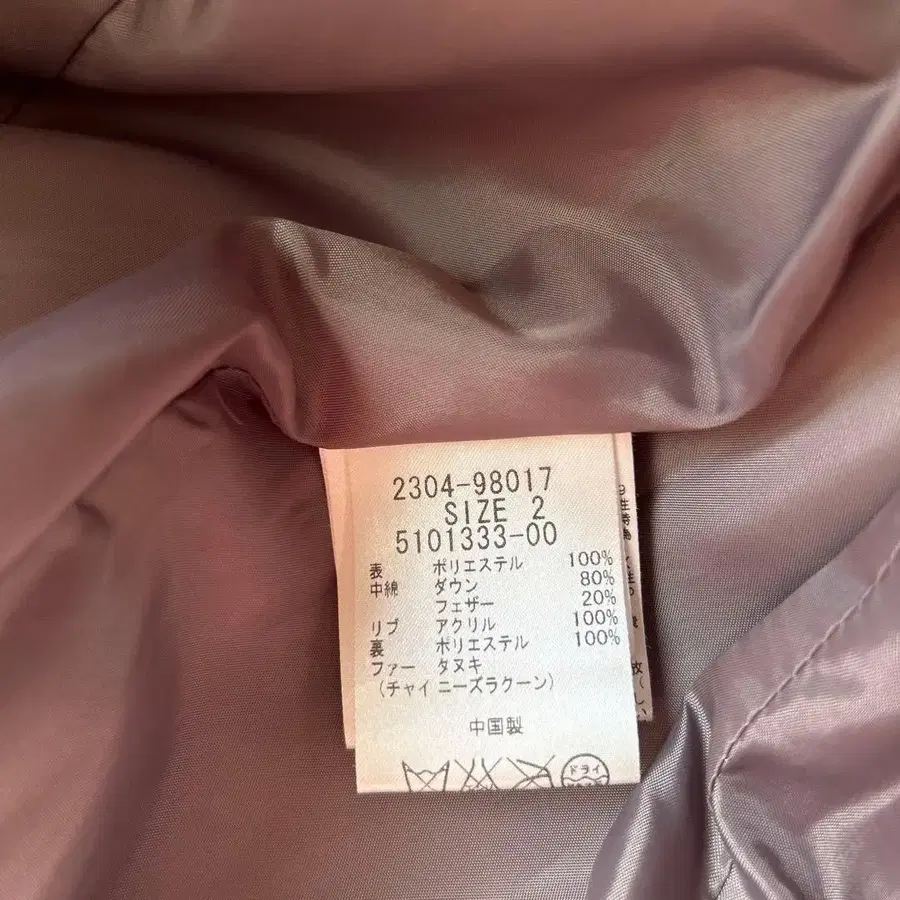 2304-98017
SIZE 2
5101333-00
表 ポリエステル 100%
中綿 ダウン 80%
フェザー 20%
リブ アクリル 100%
裏 ポリエステル 100%
ファー タヌキ
(チャイニーズラクーン)
中国製
ドライ